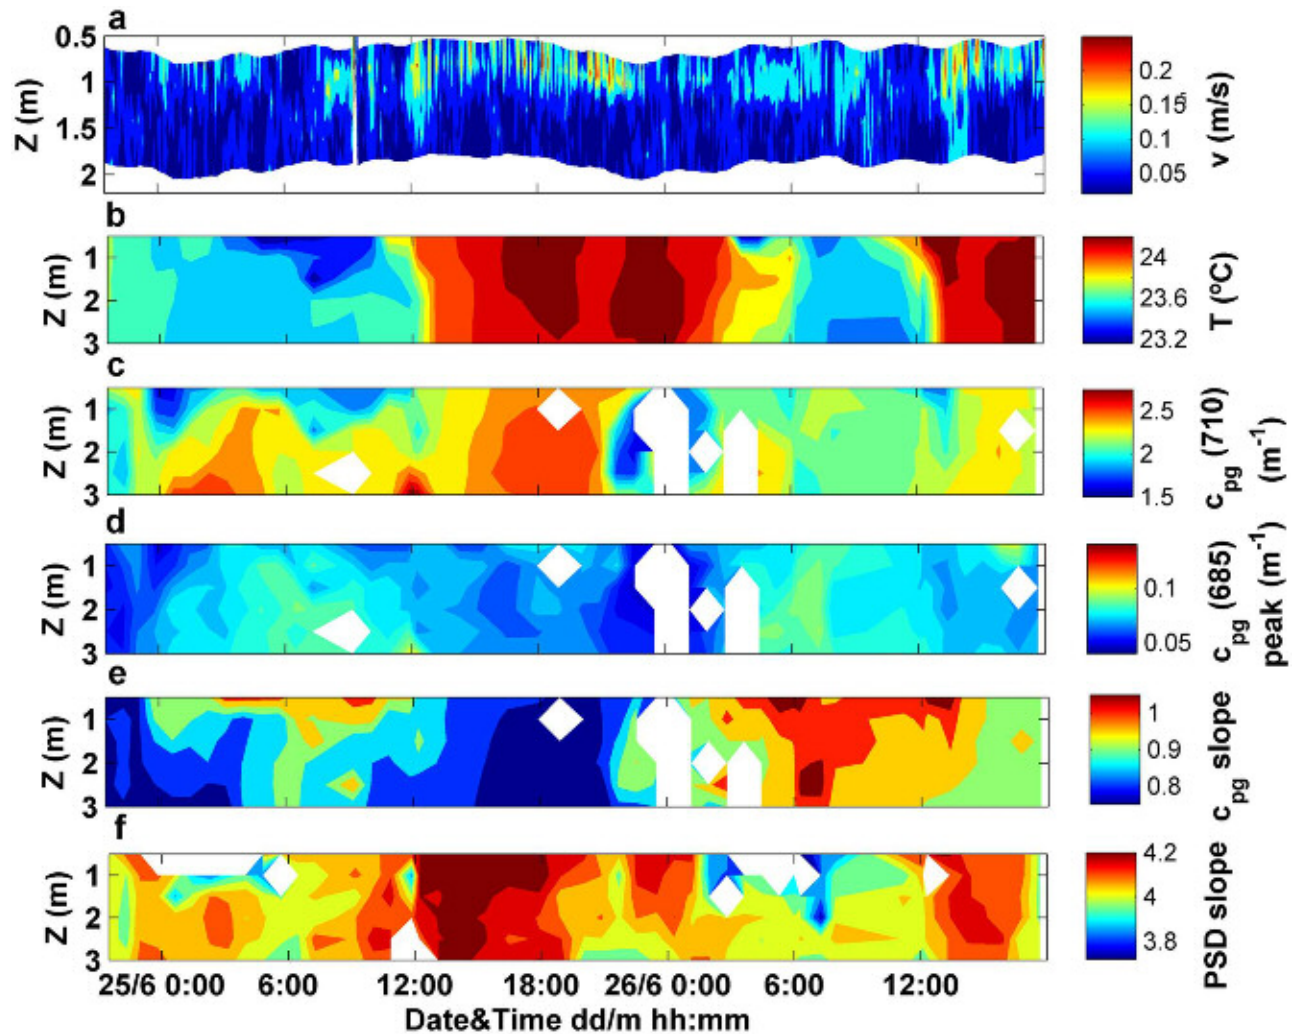 a
0.5
1
1.5
2
Z (m)
0.2
0.15
0.1
0.05
v (m/s)
b
1
2
3
Z (m)
24
23.6
23.2
T (ºC)
c
1
2
3
Z (m)
2.5
2
1.5
c pg (710)
(m-1)
d
1
2
3
Z (m)
0.1
0.05
c pg (685)
peak (m-1)
e
1
2
3
Z (m)
1
0.9
0.8
c pg slope
f
1
2
3
Z (m)
4.2
4
3.8
PSD slope
25/6 0:00 6:00 12:00 18:00 26/6 0:00 6:00 12:00
Date&Time dd/m hh:mm